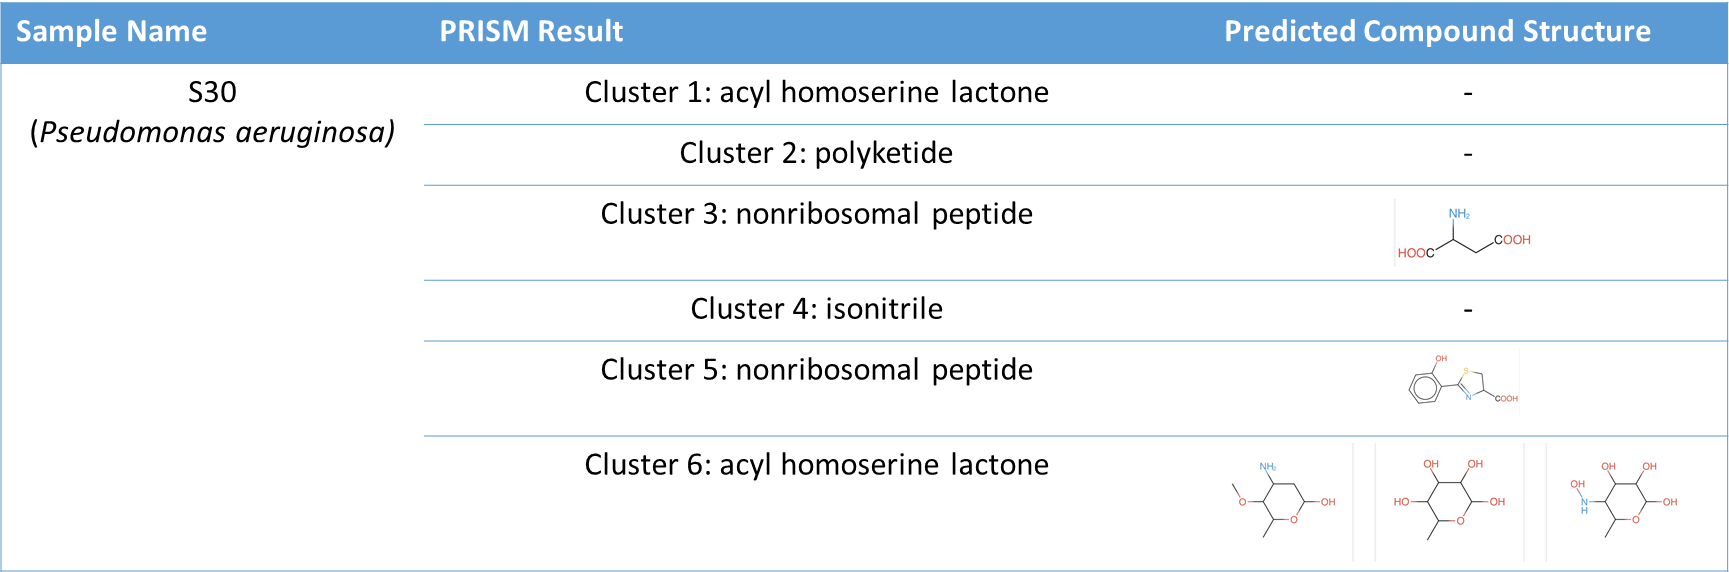 Sample Name PRISM Result Predicted Compound Structure
S30 Cluster 1: acyl homoserine lactone -
(Pseudomonas aeruginosa)
Cluster 2: polyketide -
Cluster 3: nonribosomal peptide
NH₂
COOH
HOOC
Cluster 4: isonitrile -
Cluster 5: nonribosomal peptide
OH
S
N
COOH
Cluster 6: acyl homoserine lactone
NH₂
O
OH
O
OH OH
HO OH
O
OH OH
OH
N
H
OH
O